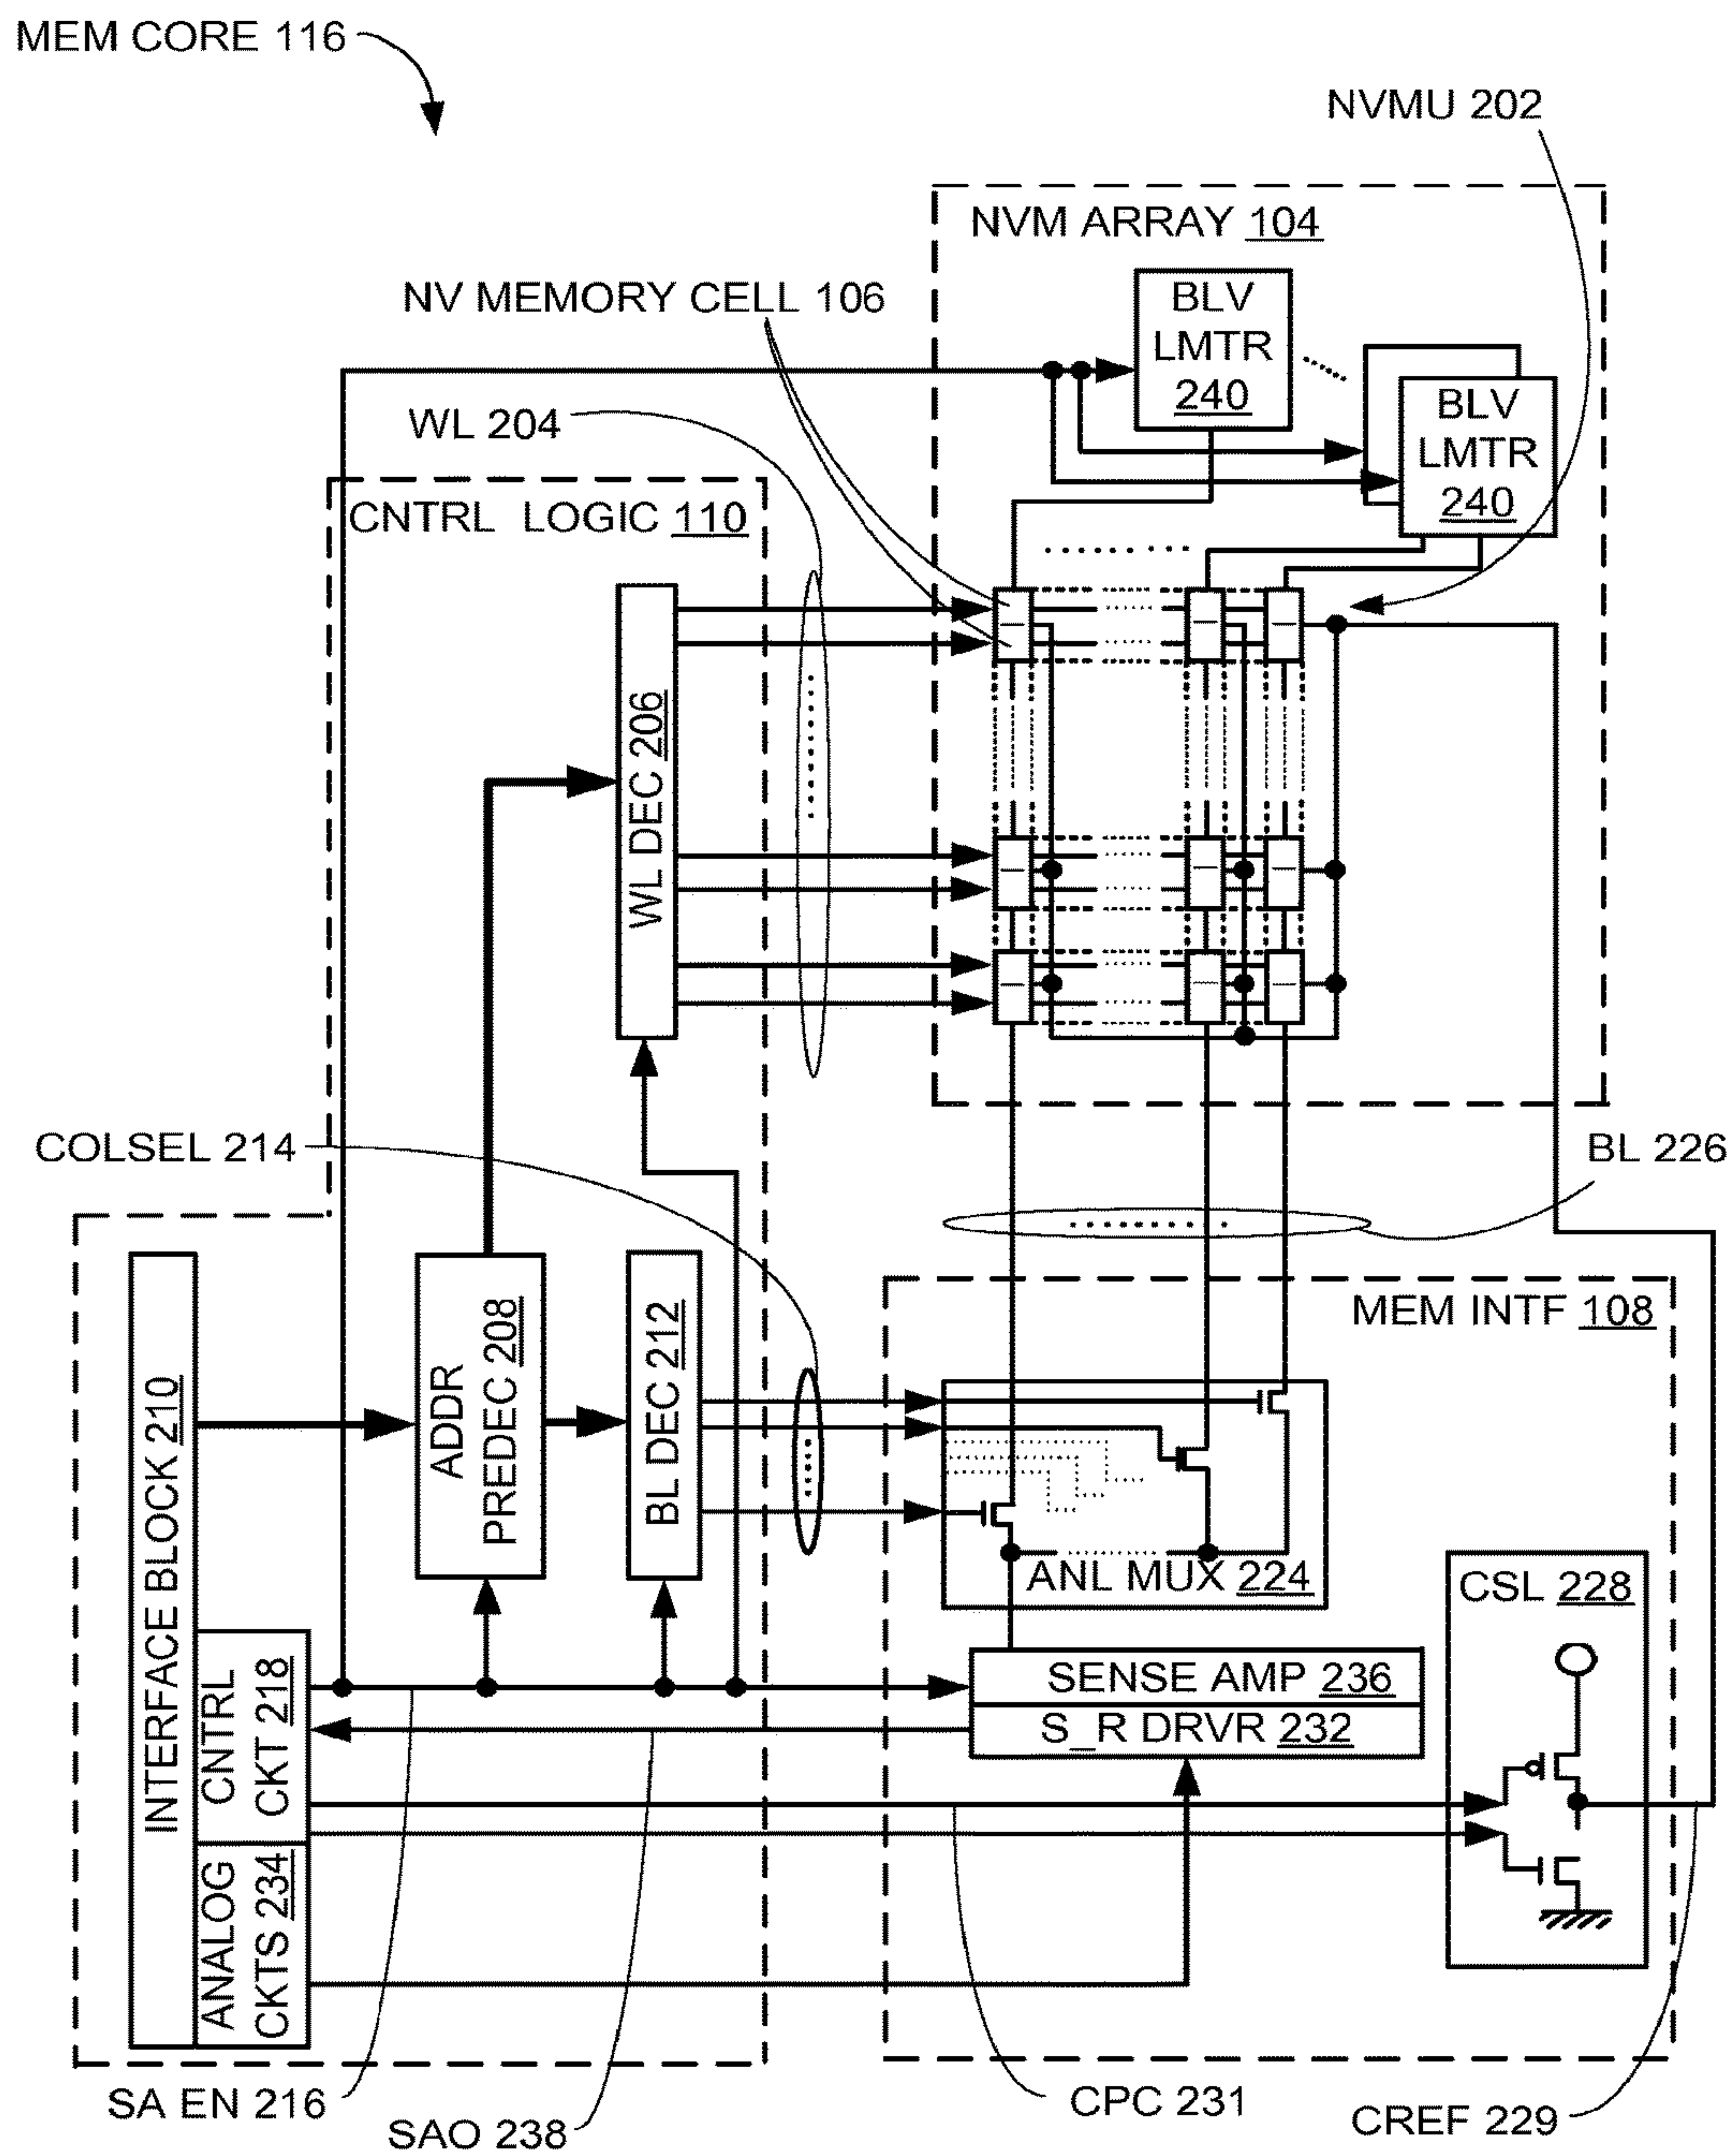 MEM CORE 116
NVMU 202
NVM ARRAY 104
NV MEMORY CELL 106
BLV
LMTR
240
BLV
LMTR
240
WL 204
CNTRL LOGIC 110
WL DEC 206
COLSEL 214
BL 226
MEM INTF 108
INTERFACE BLOCK 210
ADDR
PREDEC 208
BL DEC 212
ANL MUX 224
CSL 228
CNTRL
CKT 218
SENSE AMP 236
S_R DRVR 232
ANALOG
CKTS 234
SA EN 216
SAO 238
CPC 231
CREF 229